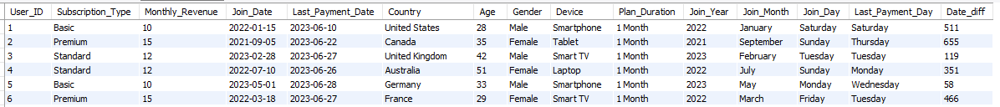 User_ID Subscription_Type Monthly_Revenue Join_Date Last_Payment_Date Country Age Gender Device Plan_Duration Join_Year Join_Month Join_Day Last_Payment_Day Date_diff
1 Basic 10 2022-01-15 2023-06-10 United States 28 Male Smartphone 1 Month 2022 January Saturday Saturday 511
2 Premium 15 2021-09-05 2023-06-22 Canada 35 Female Tablet 1 Month 2021 September Sunday Thursday 655
3 Standard 12 2023-02-28 2023-06-27 United Kingdom 42 Male Smart TV 1 Month 2023 February Tuesday Tuesday 119
4 Standard 12 2022-07-10 2023-06-26 Australia 51 Female Laptop 1 Month 2022 July Sunday Monday 351
5 Basic 10 2023-05-01 2023-06-28 Germany 33 Male Smartphone 1 Month 2023 May Monday Wednesday 58
6 Premium 15 2022-03-18 2023-06-27 France 29 Female Smart TV 1 Month 2022 March Friday Tuesday 466